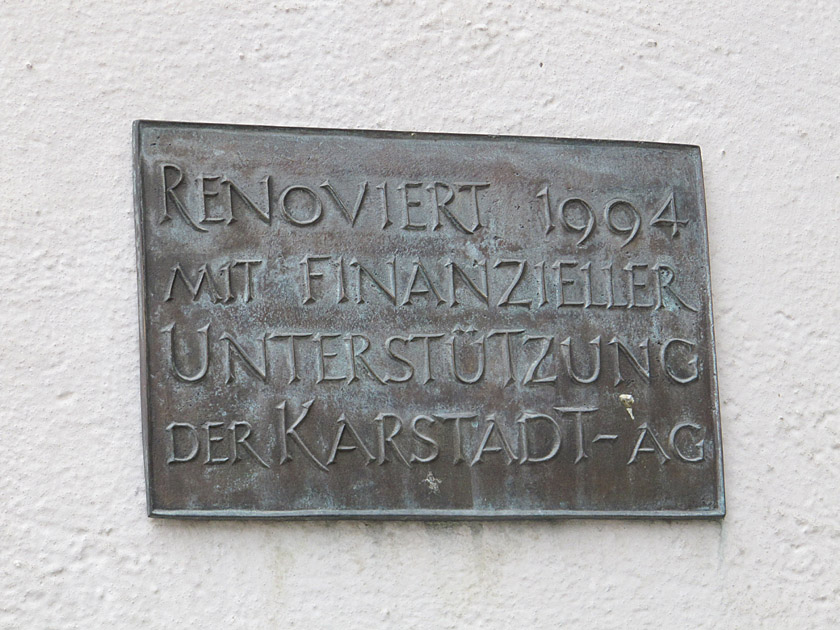 RENOVIERT 1994
MIT FINANZIELLER
UNTERSTÜTZUNG
DER KARSTADT-AG